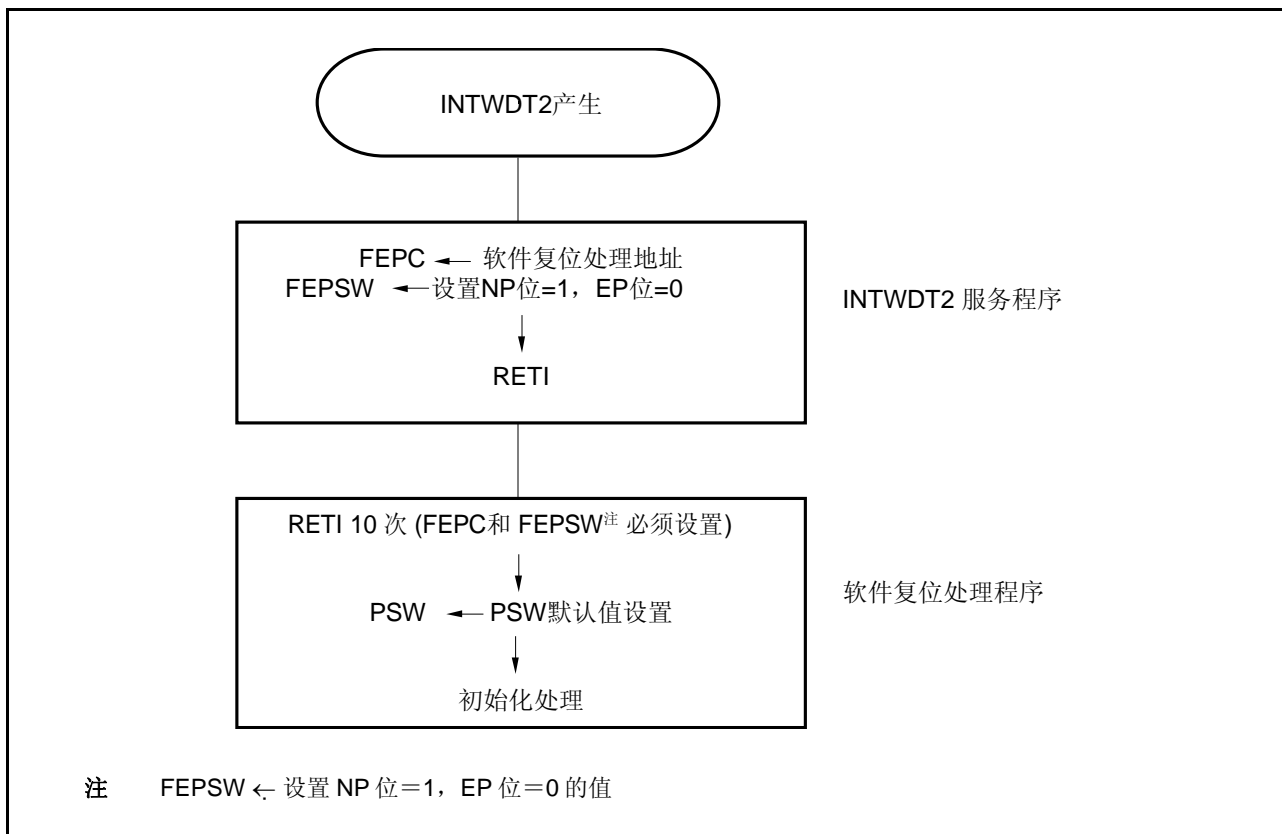 INTWDT2产生
FEPC ← 软件复位处理地址
FEPSW ← 设置NP位=1，EP位=0
RETI
INTWDT2 服务程序
RETI 10 次 (FEPC和 FEPSW注 必须设置)
PSW ← PSW默认值设置
初始化处理
软件复位处理程序
注 FEPSW ← 设置 NP 位＝1，EP 位＝0 的值